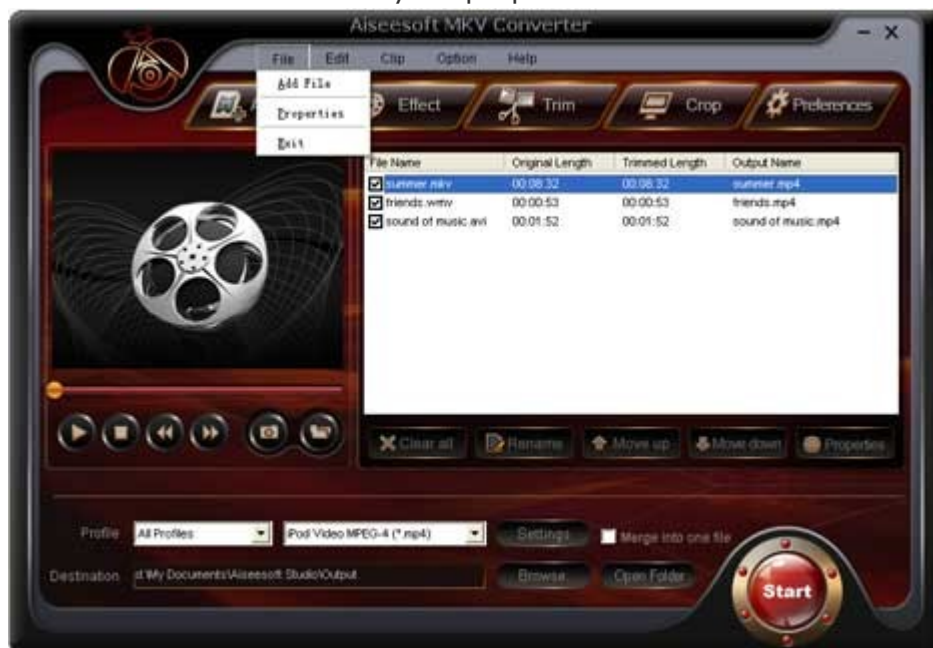 Aiseesoft MKV Converter
File Edit Clip Option Help
Add File
Properties
Exit
Effect Trim Crop Preferences
File Name Original Length Trimmed Length Output Name
summer.mkv 00:08:32 00:08:32 summer.mp4
friends.wmv 00:00:53 00:00:53 friends.mp4
sound of music.avi 00:01:52 00:01:52 sound of music.mp4
Clear all Rename Move up Move down Properties
Profile All Profiles iPod Video MPEG-4 (*.mp4) Settings Merge into one file
Destination d:\My Documents\Aiseesoft Studio\Output Browse Open Folder
Start